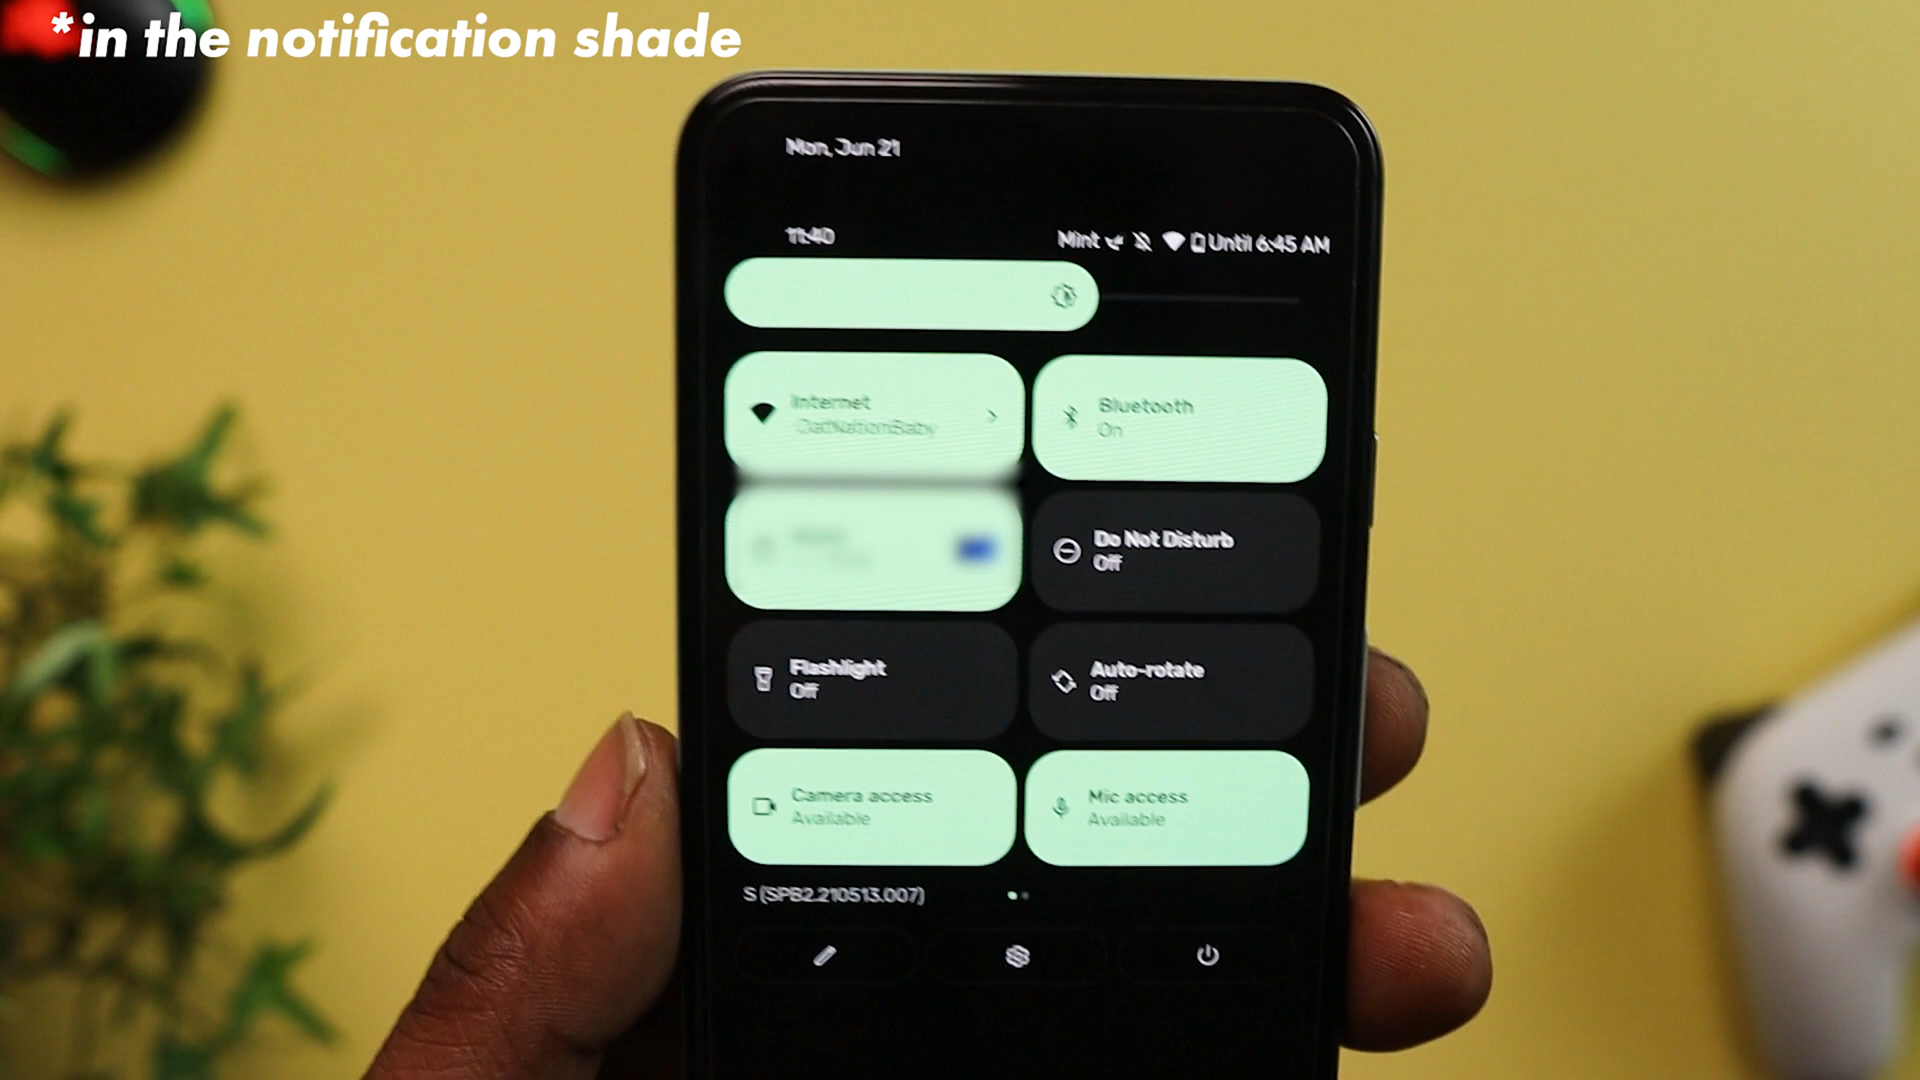 *in the notification shade
Mon, Jun 21
11:40
Mint
Until 6:45 AM
Internet
DatNationBaby
Bluetooth
On
Do Not Disturb
Off
Flashlight
Off
Auto-rotate
Off
Camera access
Available
Mic access
Available
S (SPB2.210513.007)